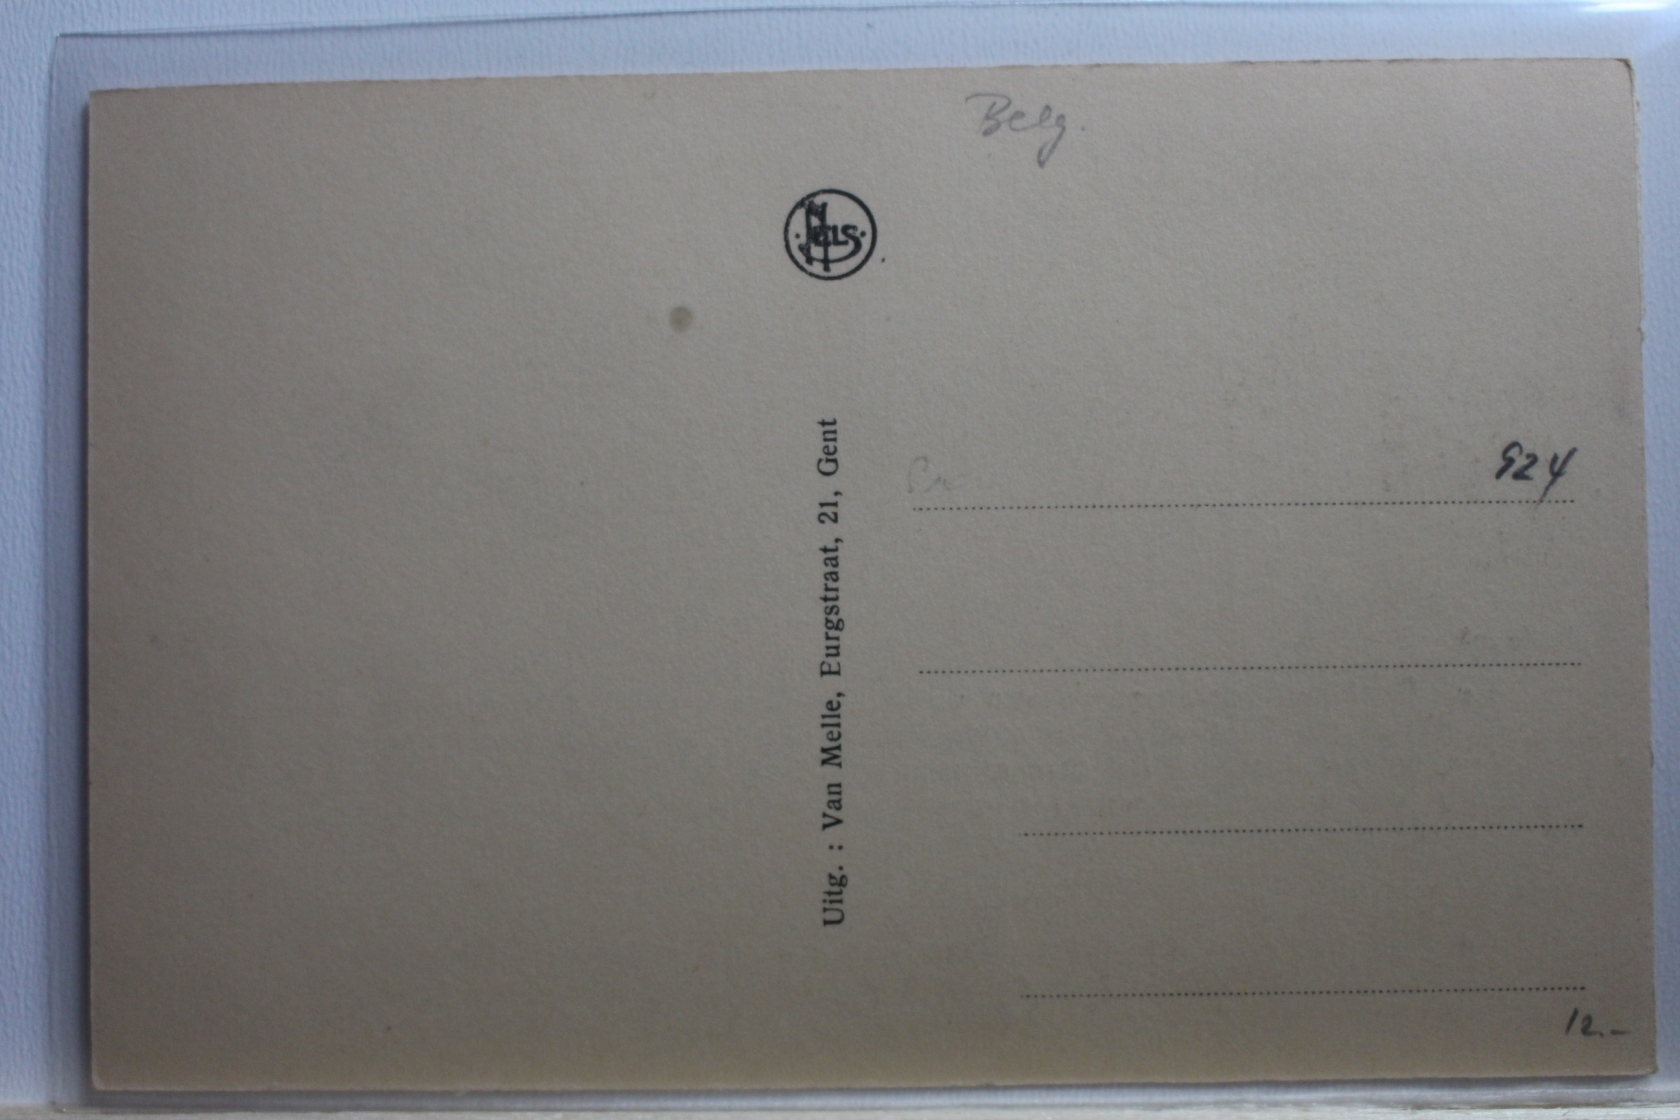 Belg.
NELS
Uitg. : Van Melle, Eurgstraat, 21, Gent
924
12.-